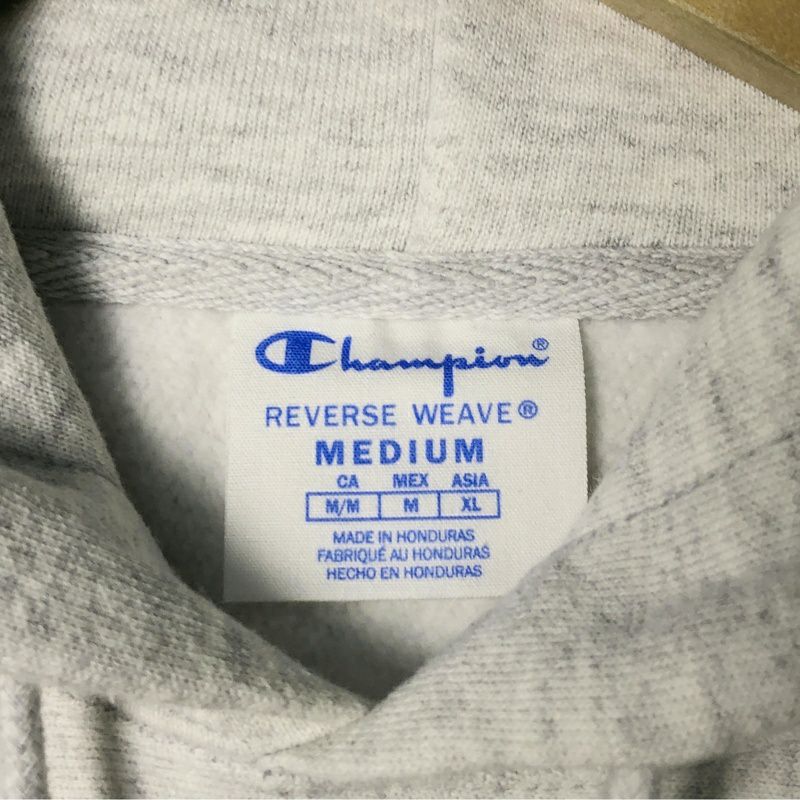 Champion®
REVERSE WEAVE®
MEDIUM
CA MEX ASIA
M/M M XL
MADE IN HONDURAS
FABRIQUÉ AU HONDURAS
HECHO EN HONDURAS